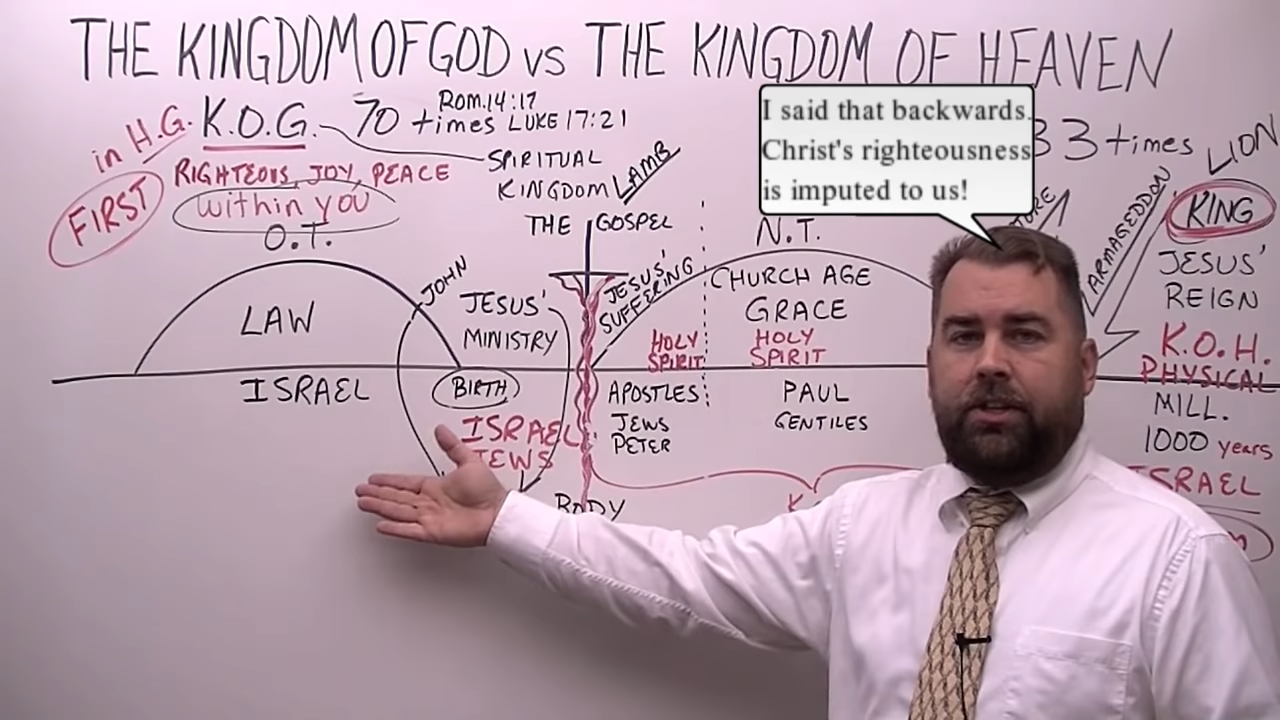 THE KINGDOM OF GOD vs THE KINGDOM OF HEAVEN
in H.G. K.O.G. 70 times Rom. 14:17
LUKE 17:21
I said that backwards.
Christ's righteousness
is imputed to us!
33 times
LION
FIRST
RIGHTEOUS, JOY, PEACE
within you
SPIRITUAL
KINGDOM LAMB
THE GOSPEL
O.T.
N.T.
ARMAGEDDON
KING
JESUS'
REIGN
K.O.H.
PHYSICAL
MILL.
1000 years
ISRAEL
LAW
ISRAEL
JOHN
JESUS'
MINISTRY
BIRTH
ISRAEL
JEWS
BODY
JESUS'
SUFFERING
HOLY
SPIRIT
APOSTLES
JEWS
PETER
CHURCH AGE
GRACE
HOLY
SPIRIT
PAUL
GENTILES